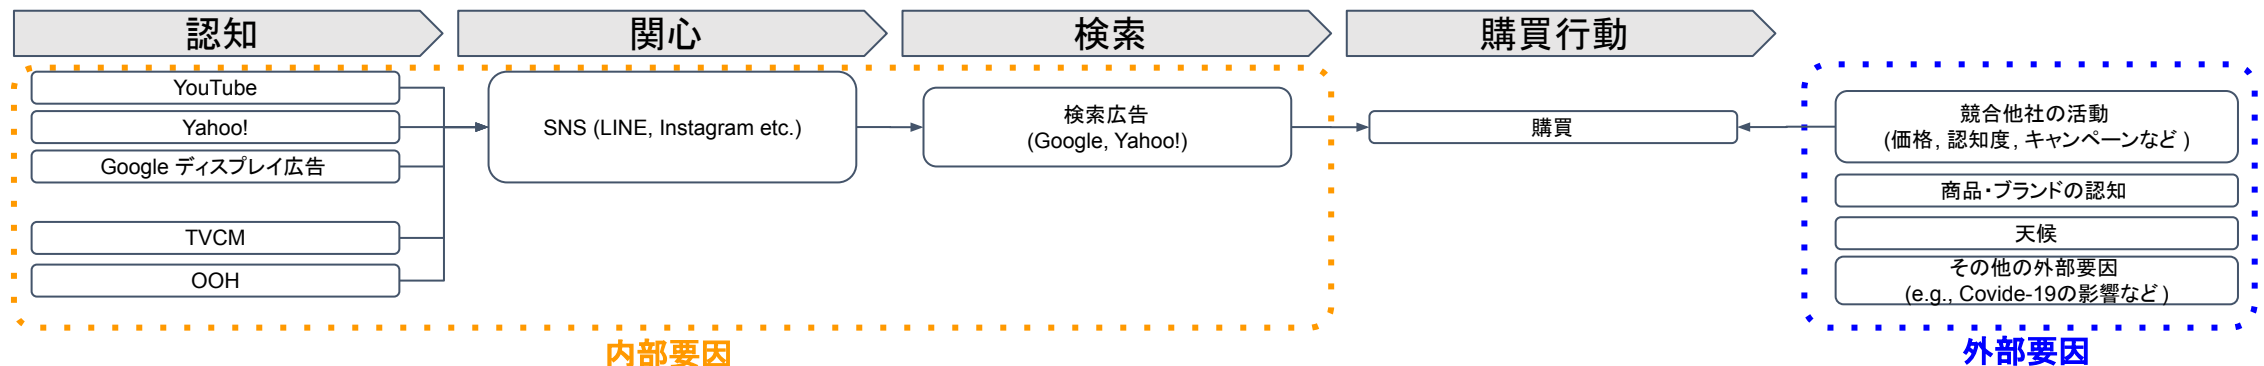 認知
関心
検索
購買行動
YouTube
Yahoo!
Google ディスプレイ広告
TVCM
OOH
SNS (LINE, Instagram etc.)
検索広告
(Google, Yahoo!)
購買
競合他社の活動
(価格, 認知度, キャンペーンなど)
商品・ブランドの認知
天候
その他の外部要因
(e.g., Covide-19の影響など)
内部要因
外部要因